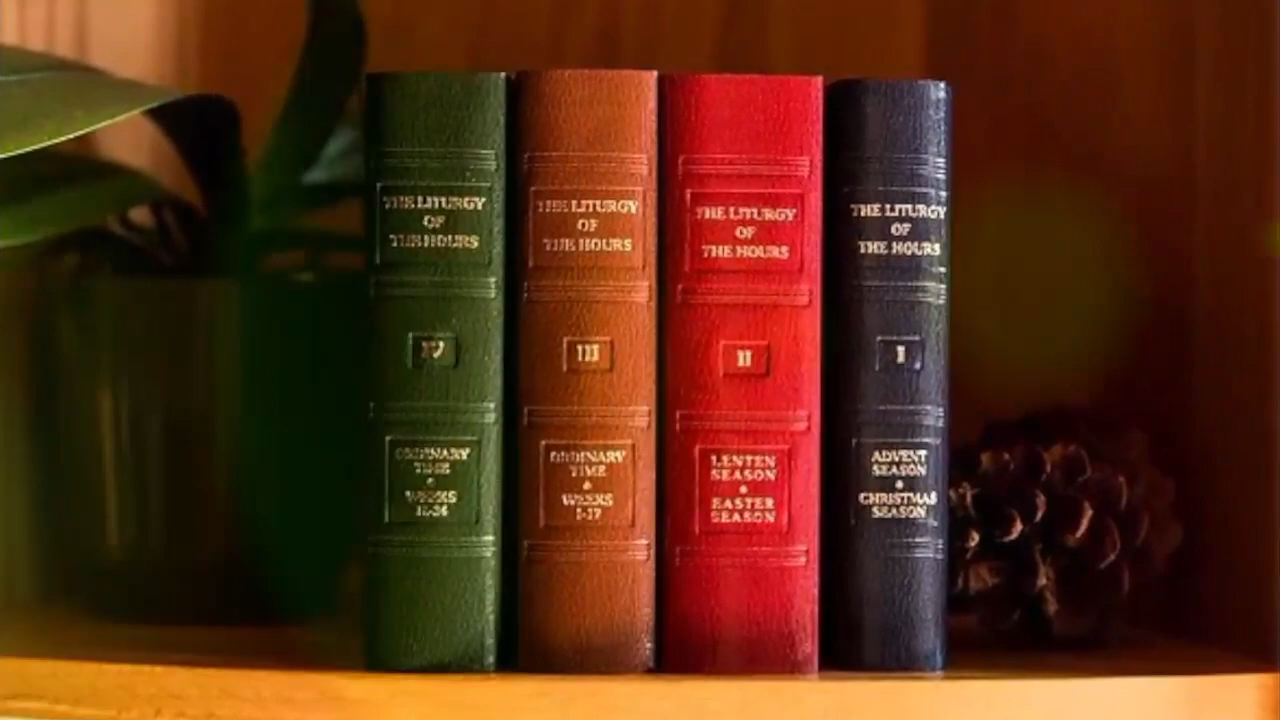 THE LITURGY
OF
THE HOURS
IV
ORDINARY
TIME
WEEKS
THE LITURGY
OF
THE HOURS
III
ORDINARY
TIME
WEEKS
1-17
THE LITURGY
OF
THE HOURS
II
LENTEN
SEASON
EASTER
SEASON
THE LITURGY
OF
THE HOURS
I
ADVENT
SEASON
CHRISTMAS
SEASON